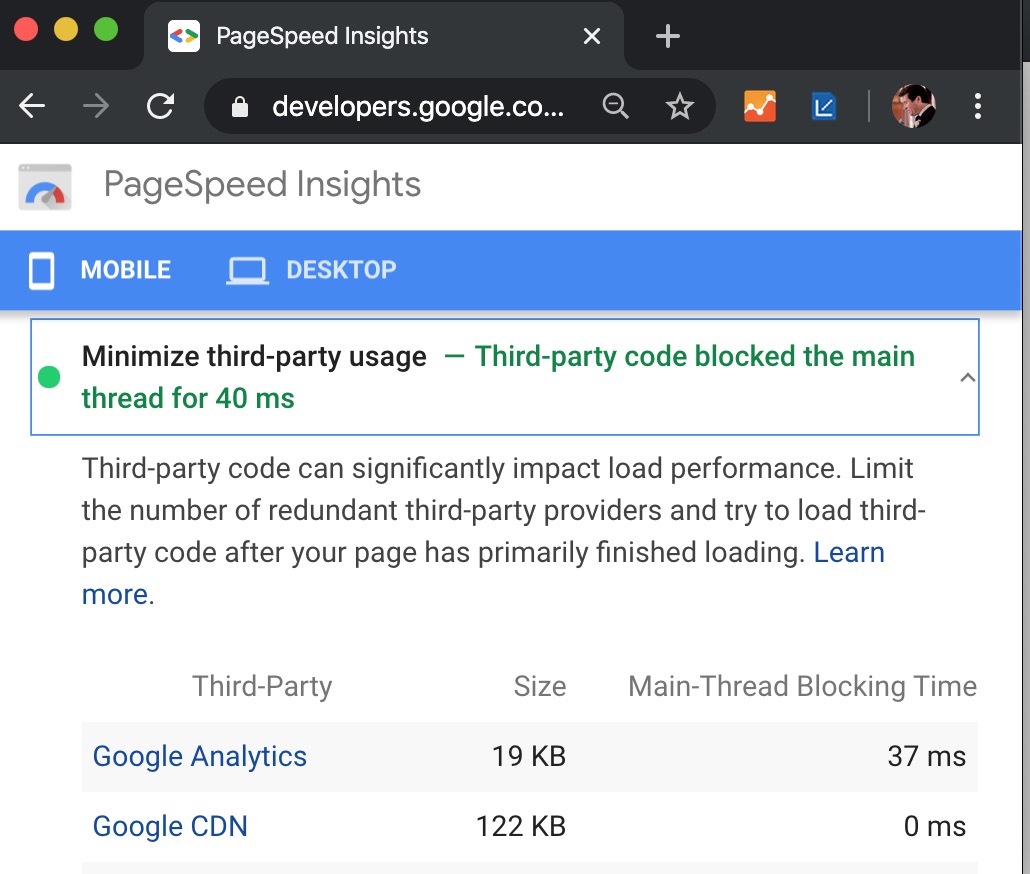 PageSpeed Insights
developers.google.co...
PageSpeed Insights
MOBILE DESKTOP
Minimize third-party usage — Third-party code blocked the main
thread for 40 ms
Third-party code can significantly impact load performance. Limit
the number of redundant third-party providers and try to load third-
party code after your page has primarily finished loading. Learn
more.
Third-Party Size Main-Thread Blocking Time
Google Analytics 19 KB 37 ms
Google CDN 122 KB 0 ms